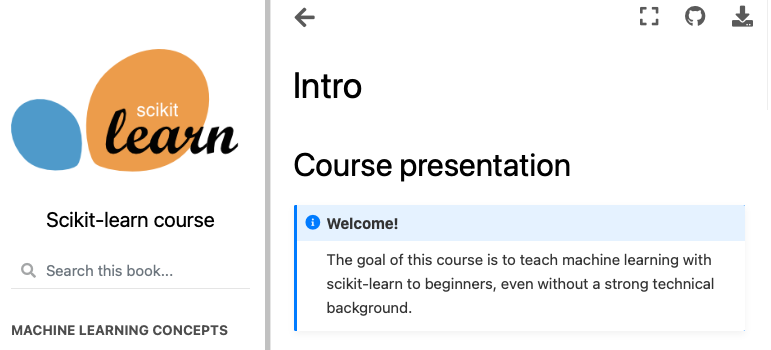 scikit
learn
Scikit-learn course
Search this book...
MACHINE LEARNING CONCEPTS
Intro
Course presentation
Welcome!
The goal of this course is to teach machine learning with
scikit-learn to beginners, even without a strong technical
background.